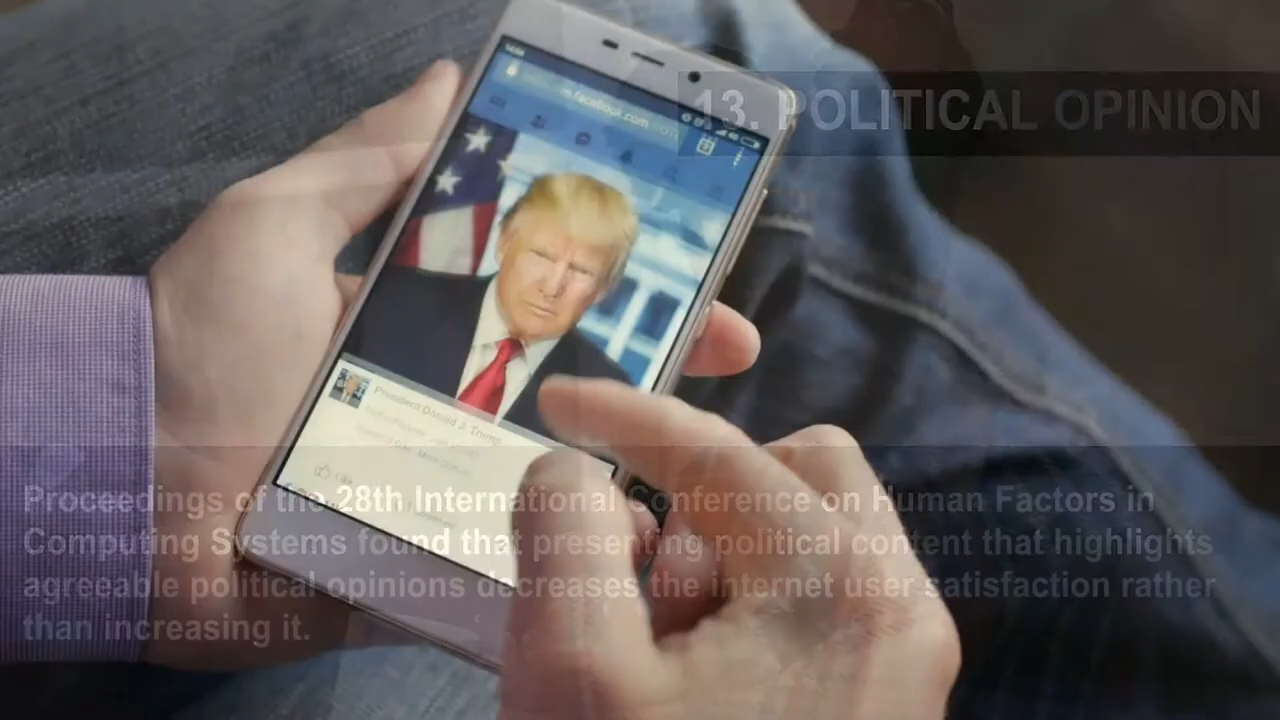 m.facebook.com
13. POLITICAL OPINION
President Donald J. Trump
Proceedings of the 28th International Conference on Human Factors in
Computing Systems found that presenting political content that highlights
agreeable political opinions decreases the internet user satisfaction rather
than increasing it.